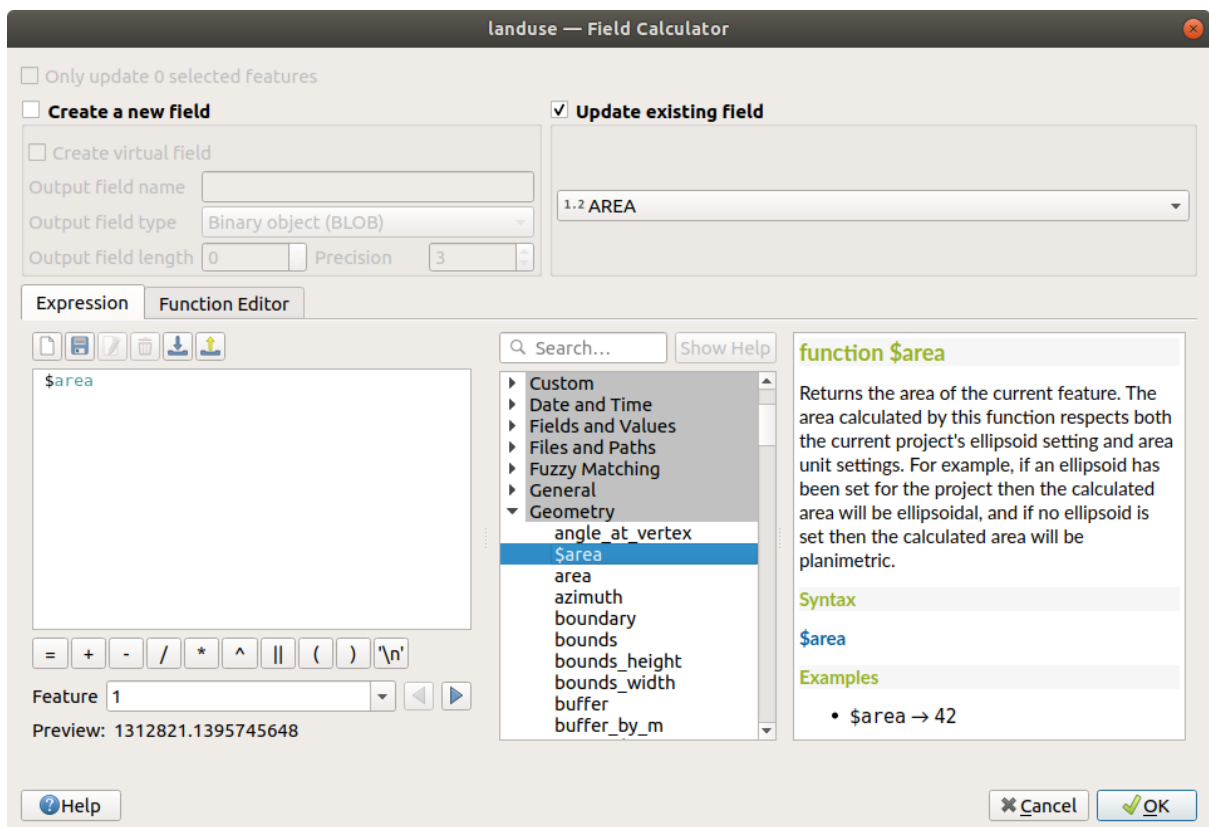 landuse — Field Calculator
Only update 0 selected features
Create a new field
Update existing field
Create virtual field
Output field name
Output field type
Binary object (BLOB)
Output field length
0
Precision
3
1.2 AREA
Expression
Function Editor
$area
= + - / * ^ || ( ) '\n'
Feature
1
Preview: 1312821.1395745648
Search...
Show Help
Custom
Date and Time
Fields and Values
Files and Paths
Fuzzy Matching
General
Geometry
angle_at_vertex
$area
area
azimuth
boundary
bounds
bounds_height
bounds_width
buffer
buffer_by_m
function $area
Returns the area of the current feature. The
area calculated by this function respects both
the current project's ellipsoid setting and area
unit settings. For example, if an ellipsoid has
been set for the project then the calculated
area will be ellipsoidal, and if no ellipsoid is
set then the calculated area will be
planimetric.
Syntax
$area
Examples
• $area → 42
Help
Cancel
OK